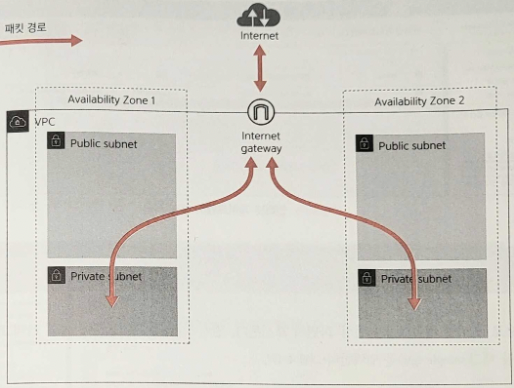 패킷 경로
Internet
Availability Zone 1
Availability Zone 2
VPC
Internet
gateway
Public subnet
Public subnet
Private subnet
Private subnet